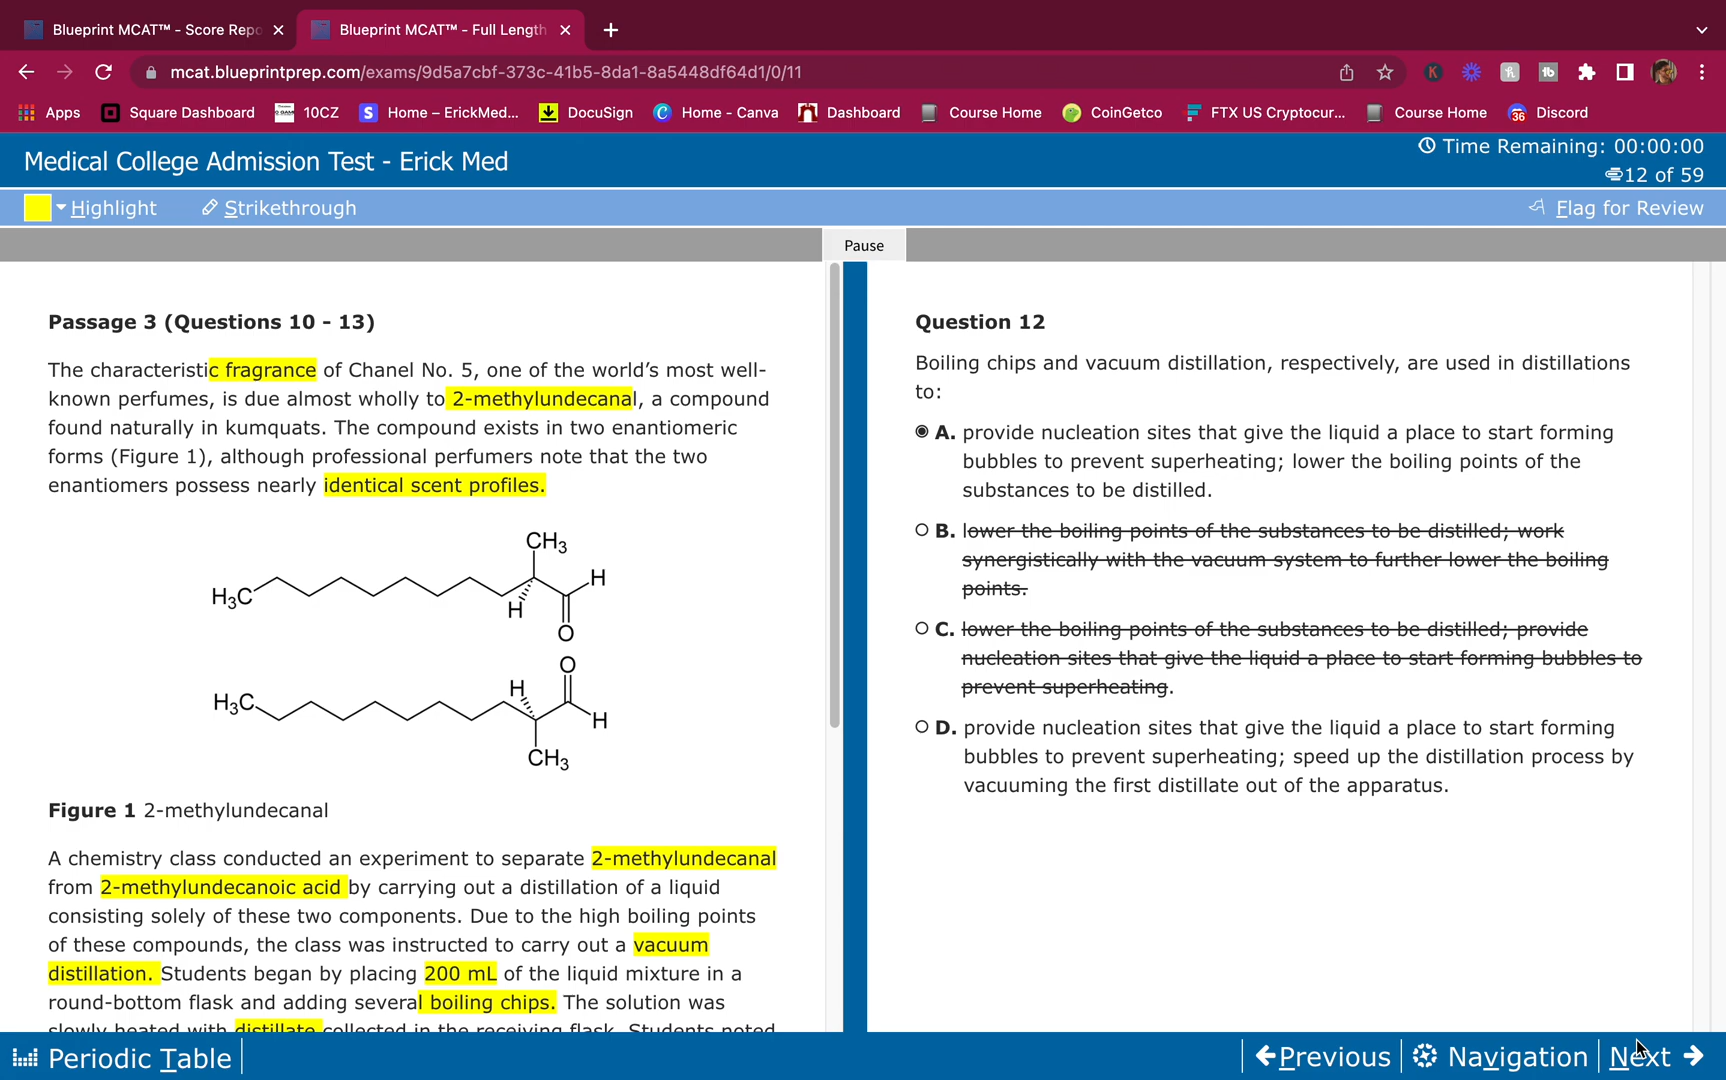 Blueprint MCAT™ - Score Repo
Blueprint MCAT™ - Full Length
mcat.blueprintprep.com/exams/9d5a7cbf-373c-41b5-8da1-8a5448df64d1/0/11
Apps Square Dashboard 10CZ Home – ErickMed... DocuSign Home - Canva Dashboard Course Home CoinGetco FTX US Cryptocur... Course Home 36 Discord
Medical College Admission Test - Erick Med
Time Remaining: 00:00:00
12 of 59
Highlight Strikethrough Flag for Review
Pause
Passage 3 (Questions 10 - 13)
The characteristic fragrance of Chanel No. 5, one of the world’s most well-
known perfumes, is due almost wholly to 2-methylundecanal, a compound
found naturally in kumquats. The compound exists in two enantiomeric
forms (Figure 1), although professional perfumers note that the two
enantiomers possess nearly identical scent profiles.
CH3
H
H3C
H
O
O
H
H3C
H
CH3
Figure 1 2-methylundecanal
A chemistry class conducted an experiment to separate 2-methylundecanal
from 2-methylundecanoic acid by carrying out a distillation of a liquid
consisting solely of these two components. Due to the high boiling points
of these compounds, the class was instructed to carry out a vacuum
distillation. Students began by placing 200 mL of the liquid mixture in a
round-bottom flask and adding several boiling chips. The solution was
slowly heated with distillate collected in the receiving flask. Students noted
Question 12
Boiling chips and vacuum distillation, respectively, are used in distillations
to:
A. provide nucleation sites that give the liquid a place to start forming
bubbles to prevent superheating; lower the boiling points of the
substances to be distilled.
B. lower the boiling points of the substances to be distilled; work
synergistically with the vacuum system to further lower the boiling
points.
C. lower the boiling points of the substances to be distilled; provide
nucleation sites that give the liquid a place to start forming bubbles to
prevent superheating.
D. provide nucleation sites that give the liquid a place to start forming
bubbles to prevent superheating; speed up the distillation process by
vacuuming the first distillate out of the apparatus.
Periodic Table Previous Navigation Next